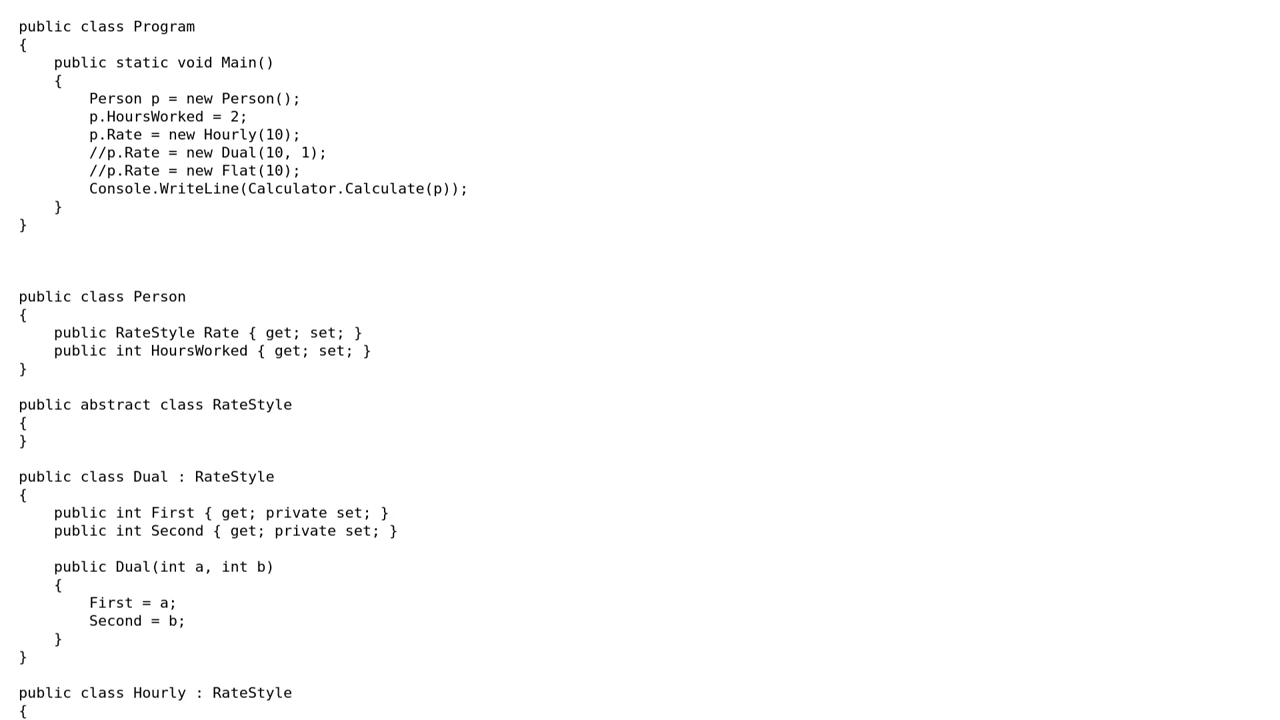 public class Program
{
    public static void Main()
    {
        Person p = new Person();
        p.HoursWorked = 2;
        p.Rate = new Hourly(10);
        //p.Rate = new Dual(10, 1);
        //p.Rate = new Flat(10);
        Console.WriteLine(Calculator.Calculate(p));
    }
}
public class Person
{
    public RateStyle Rate { get; set; }
    public int HoursWorked { get; set; }
}
public abstract class RateStyle
{
}
public class Dual : RateStyle
{
    public int First { get; private set; }
    public int Second { get; private set; }
    public Dual(int a, int b)
    {
        First = a;
        Second = b;
    }
}
public class Hourly : RateStyle
{